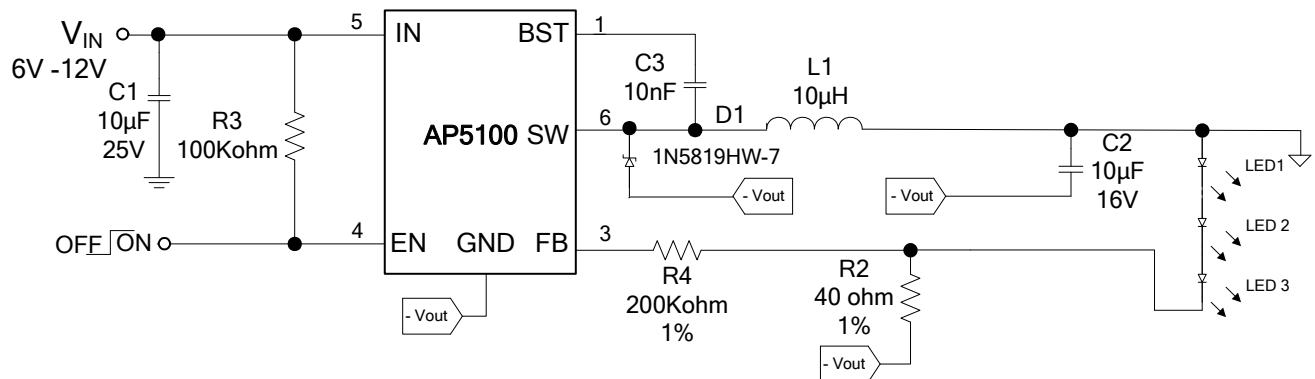 V_IN
6V -12V
C1
10µF
25V
R3
100Kohm
OFF ON
5
4
IN
BST
AP5100 SW
EN GND FB
- Vout
1
6
3
C3
10nF
D1
1N5819HW-7
- Vout
L1
10µH
R4
200Kohm
1%
R2
40 ohm
1%
- Vout
- Vout
C2
10µF
16V
LED1
LED 2
LED 3